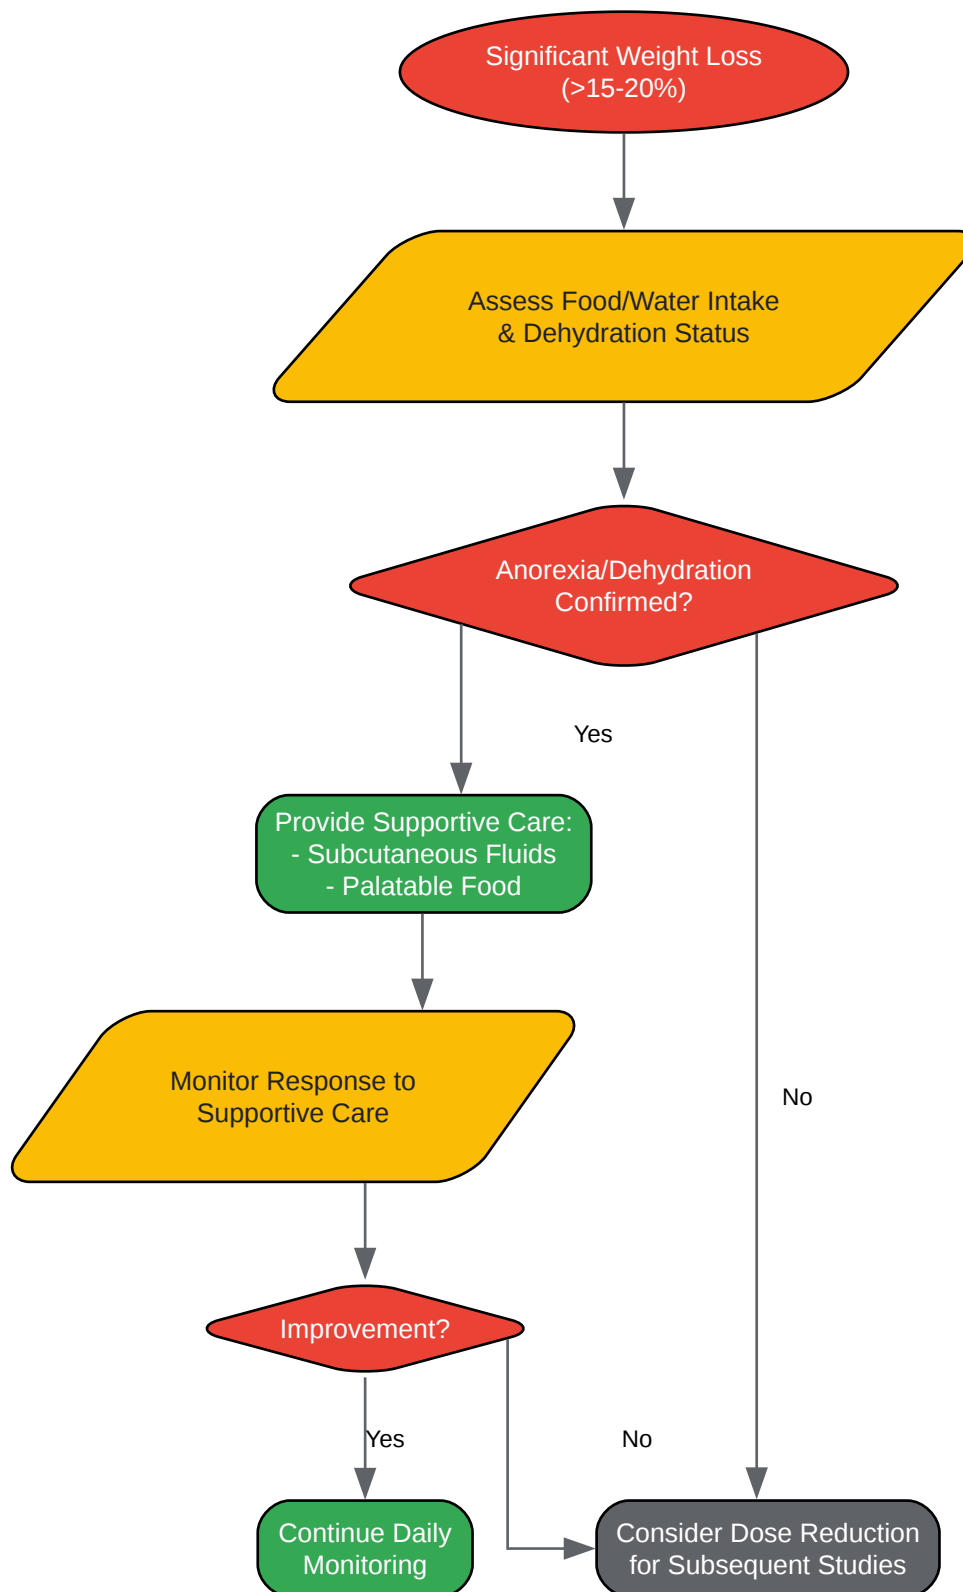 Significant Weight Loss
(>15-20%)
Assess Food/Water Intake
& Dehydration Status
Anorexia/Dehydration
Confirmed?
Yes
Provide Supportive Care:
- Subcutaneous Fluids
- Palatable Food
Monitor Response to
Supportive Care
No
Improvement?
Yes
No
Continue Daily
Monitoring
Consider Dose Reduction
for Subsequent Studies